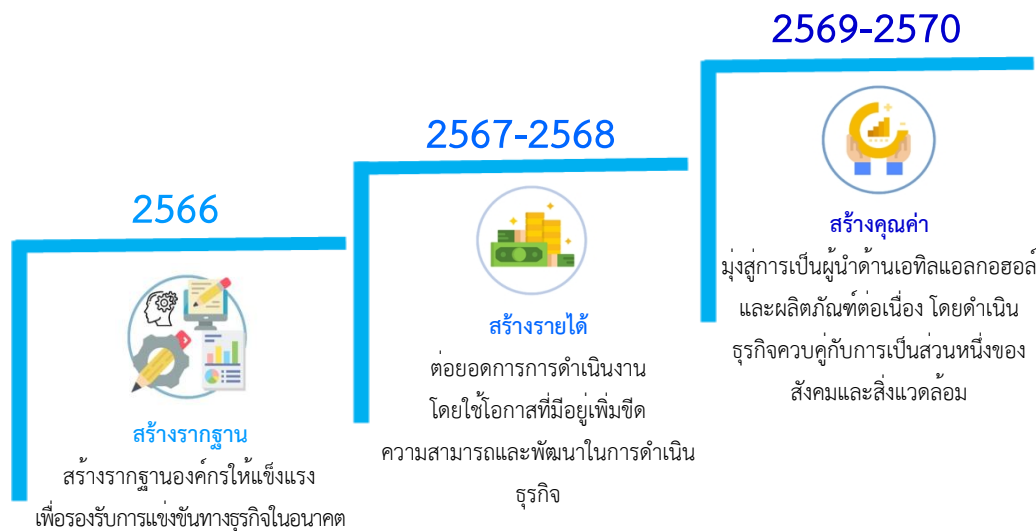 2566
สร้างรากฐาน
สร้างรากฐานองค์กรให้แข็งแรง
เพื่อรองรับการแข่งขันทางธุรกิจในอนาคต
2567-2568
สร้างรายได้
ต่อยอดการการดำเนินงาน
โดยใช้โอกาสที่มีอยู่เพิ่มขีด
ความสามารถและพัฒนาในการดำเนิน
ธุรกิจ
2569-2570
สร้างคุณค่า
มุ่งสู่การเป็นผู้นำด้านเอทิลแอลกอฮอล์
และผลิตภัณฑ์ต่อเนื่อง โดยดำเนิน
ธุรกิจควบคู่กับการเป็นส่วนหนึ่งของ
สังคมและสิ่งแวดล้อม